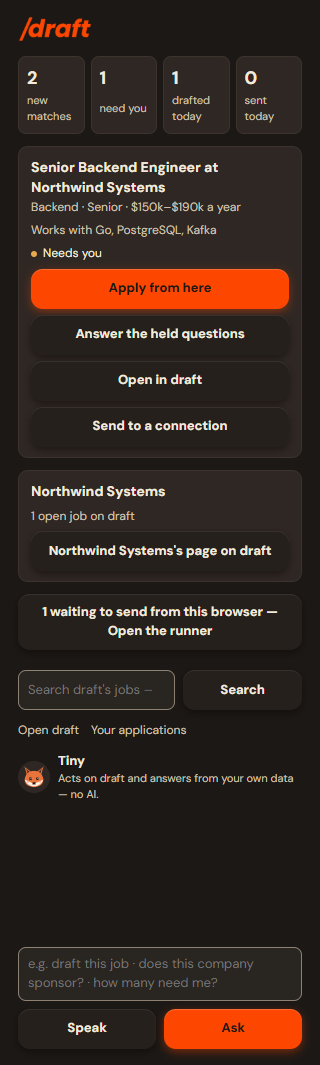 /draft
2
new
matches
1
need you
1
drafted
today
0
sent
today
Senior Backend Engineer at
Northwind Systems
Backend · Senior · $150k–$190k a year
Works with Go, PostgreSQL, Kafka
Needs you
Apply from here
Answer the held questions
Open in draft
Send to a connection
Northwind Systems
1 open job on draft
Northwind Systems's page on draft
1 waiting to send from this browser —
Open the runner
Search draft's jobs —
Search
Open draft
Your applications
Tiny
Acts on draft and answers from your own data
— no AI.
e.g. draft this job · does this company
sponsor? · how many need me?
Speak
Ask